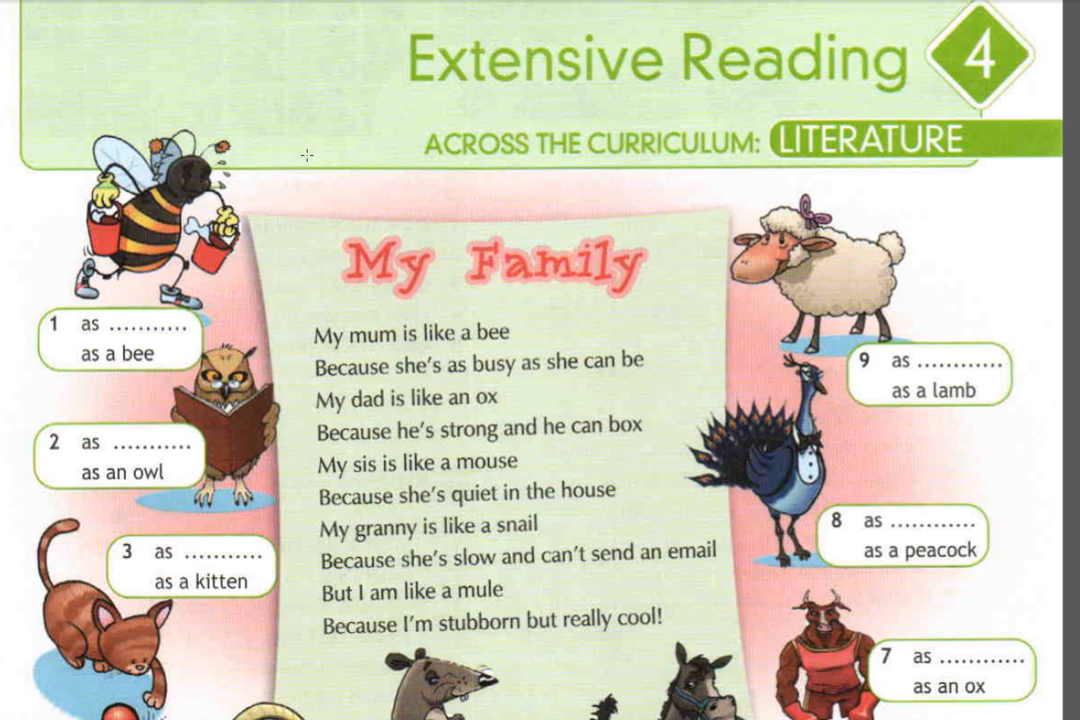 Extensive Reading 4
ACROSS THE CURRICULUM: LITERATURE
My Family
My mum is like a bee
Because she's as busy as she can be
My dad is like an ox
Because he's strong and he can box
My sis is like a mouse
Because she's quiet in the house
My granny is like a snail
Because she's slow and can't send an email
But I am like a mule
Because I'm stubborn but really cool!
1 as ...........
as a bee
2 as ...........
as an owl
3 as ...........
as a kitten
9 as ............
as a lamb
8 as ............
as a peacock
7 as ............
as an ox